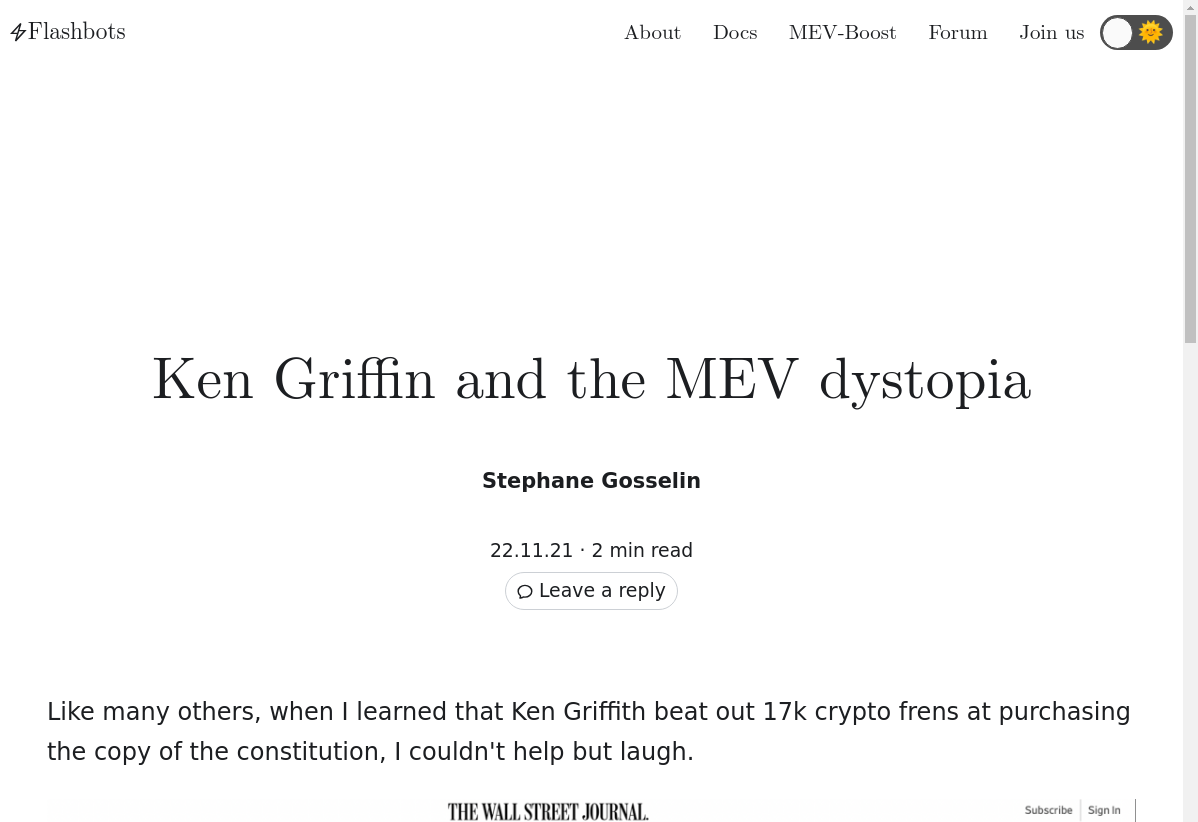 Flashbots
About Docs MEV-Boost Forum Join us
Ken Griffin and the MEV dystopia
Stephane Gosselin
22.11.21 · 2 min read
Leave a reply
Like many others, when I learned that Ken Griffith beat out 17k crypto frens at purchasing
the copy of the constitution, I couldn't help but laugh.
THE WALL STREET JOURNAL.
Subscribe Sign In